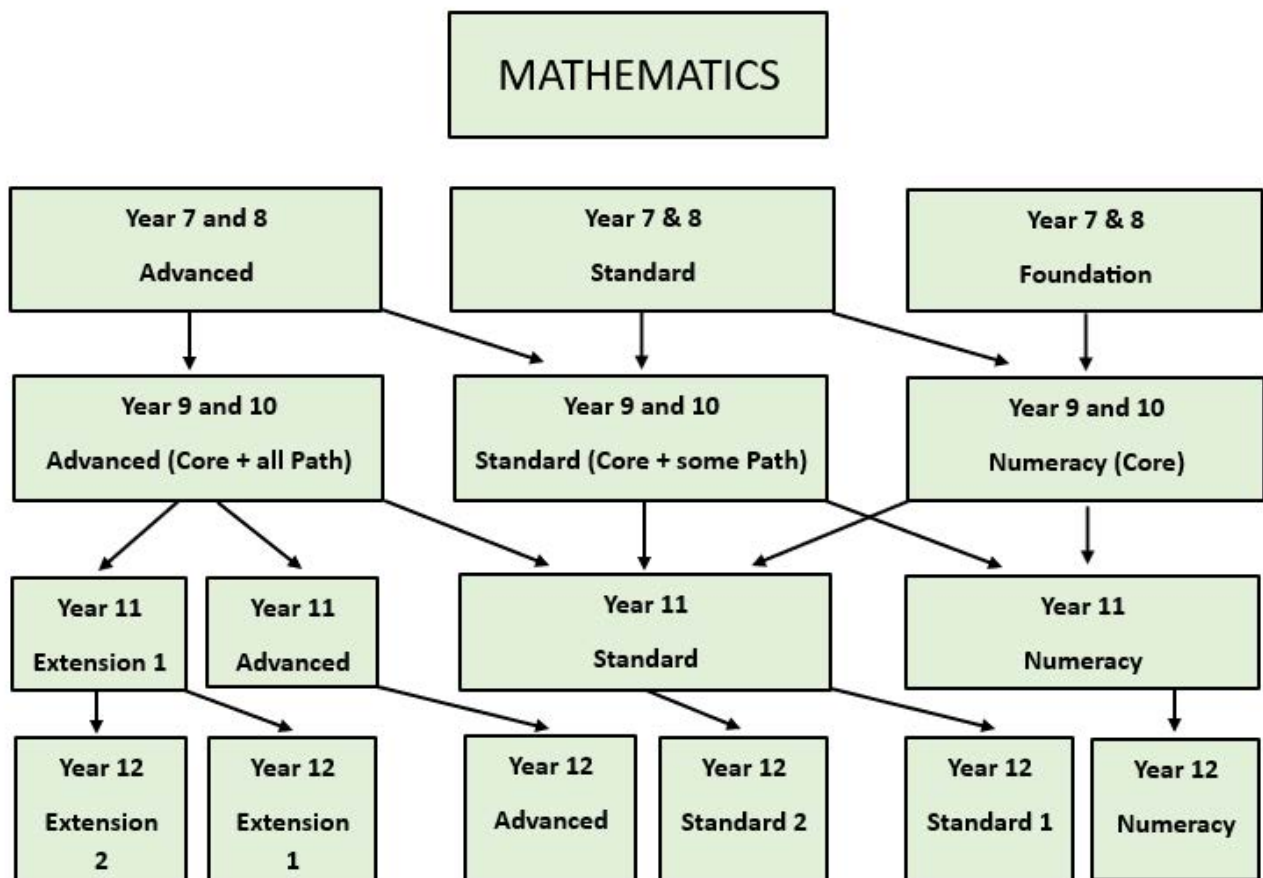 MATHEMATICS
Year 7 and 8
Advanced
Year 7 & 8
Standard
Year 7 & 8
Foundation
Year 9 and 10
Advanced (Core + all Path)
Year 9 and 10
Standard (Core + some Path)
Year 9 and 10
Numeracy (Core)
Year 11
Extension 1
Year 11
Advanced
Year 11
Standard
Year 11
Numeracy
Year 12
Extension
2
Year 12
Extension
1
Year 12
Advanced
Year 12
Standard 2
Year 12
Standard 1
Year 12
Numeracy